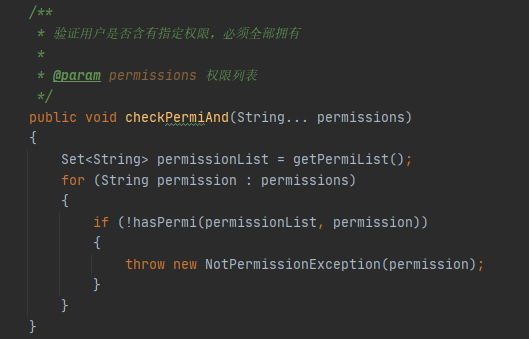 /**
 * 验证用户是否含有指定权限，必须全部拥有
 *
 * @param permissions 权限列表
 */
public void checkPermiAnd(String... permissions)
{
    Set<String> permissionList = getPermiList();
    for (String permission : permissions)
    {
        if (!hasPermi(permissionList, permission))
        {
            throw new NotPermissionException(permission);
        }
    }
}